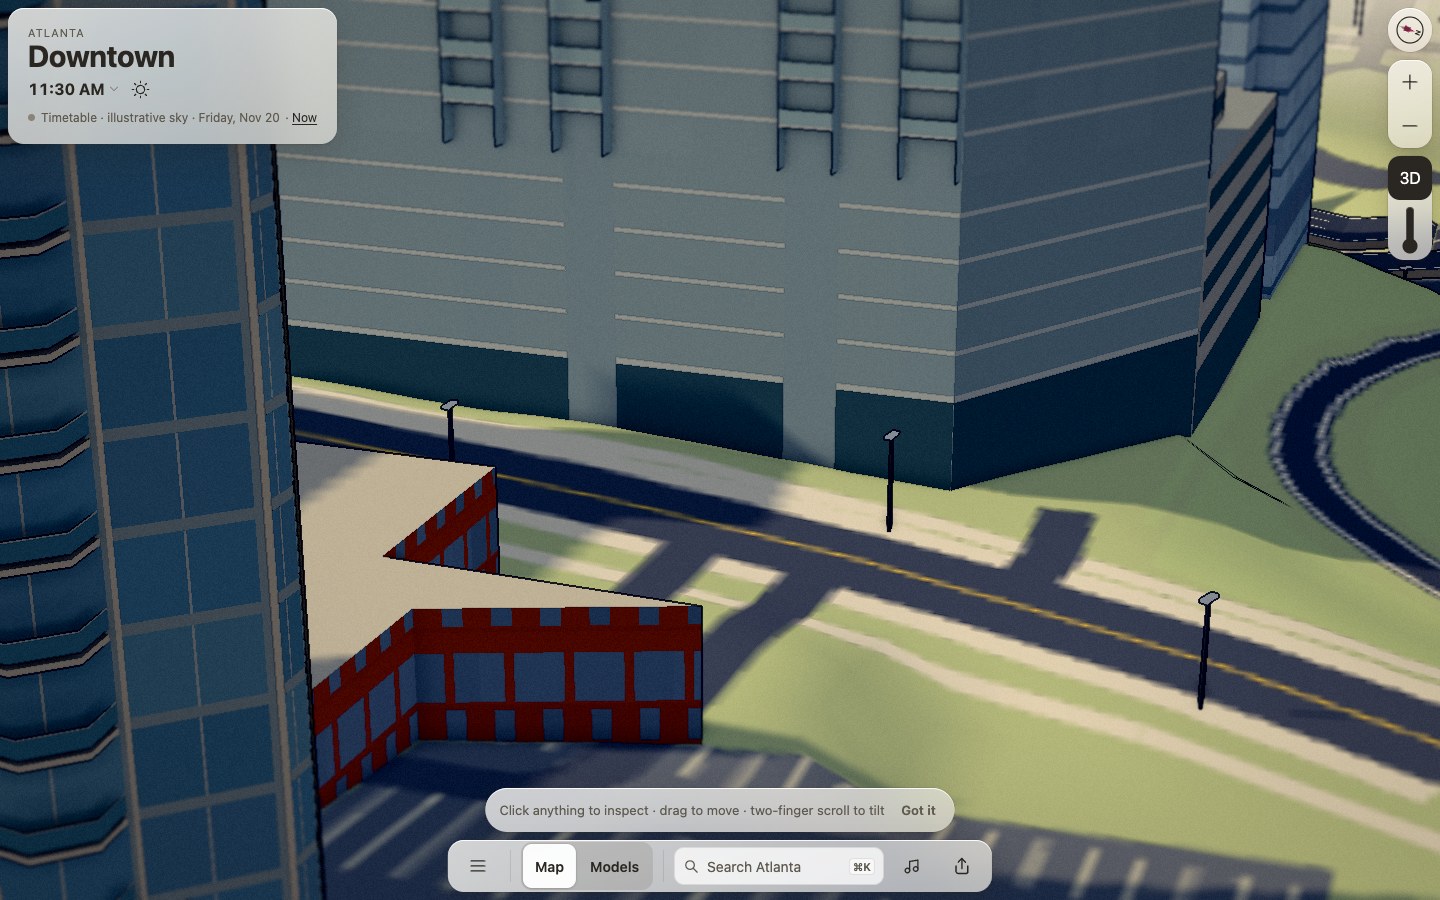 ATLANTA
Downtown
11:30 AM
Timetable · illustrative sky · Friday, Nov 20 · Now
N
3D
Click anything to inspect · drag to move · two-finger scroll to tilt Got it
Map Models Search Atlanta ⌘K